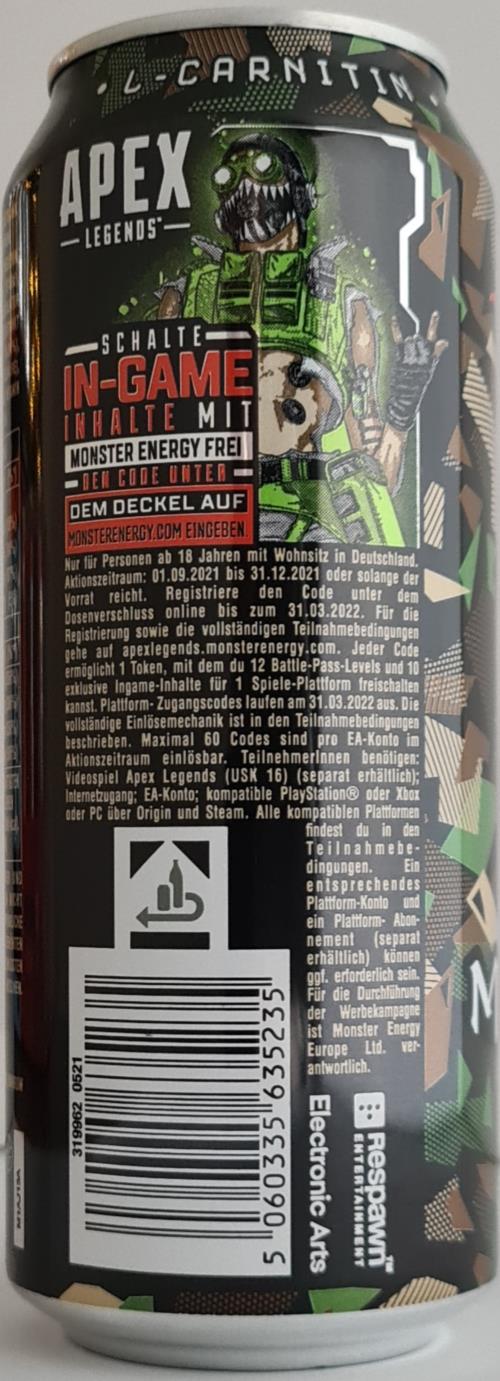 • L-CARNITIN •
APEX
LEGENDS™
SCHALTE
IN-GAME
INHALTE MIT
MONSTER ENERGY FREI
DEN CODE UNTER
DEM DECKEL AUF
MONSTERENERGY.COM EINGEBEN.
Nur für Personen ab 18 Jahren mit Wohnsitz in Deutschland.
Aktionszeitraum: 01.09.2021 bis 31.12.2021 oder solange der
Vorrat reicht. Registriere den Code unter dem
Dosenverschluss online bis zum 31.03.2022. Für die
Registrierung sowie die vollständigen Teilnahmebedingungen
gehe auf apexlegends.monsterenergy.com. Jeder Code
ermöglicht 1 Token, mit dem du 12 Battle-Pass-Levels und 10
exklusive Ingame-Inhalte für 1 Spiele-Plattform freischalten
kannst. Plattform- Zugangscodes laufen am 31.03.2022 aus. Die
vollständige Einlösemechanik ist in den Teilnahmebedingungen
beschrieben. Maximal 60 Codes sind pro EA-Konto im
Aktionszeitraum einlösbar. TeilnehmerInnen benötigen:
Videospiel Apex Legends (USK 16) (separat erhältlich);
Internetzugang; EA-Konto; kompatible PlayStation® oder Xbox
oder PC über Origin und Steam. Alle kompatiblen Plattformen
findest du in den
Teilnahmebe-
dingungen. Ein
entsprechendes
Plattform-Konto und
ein Plattform- Abon-
nement (separat
erhältlich) können
ggf. erforderlich sein.
Für die Durchführung
der Werbekampagne
ist Monster Energy
Europe Ltd. ver-
antwortlich.
319962 0521
5 060335 635235
Electronic Arts
Respawn™
ENTERTAINMENT
M